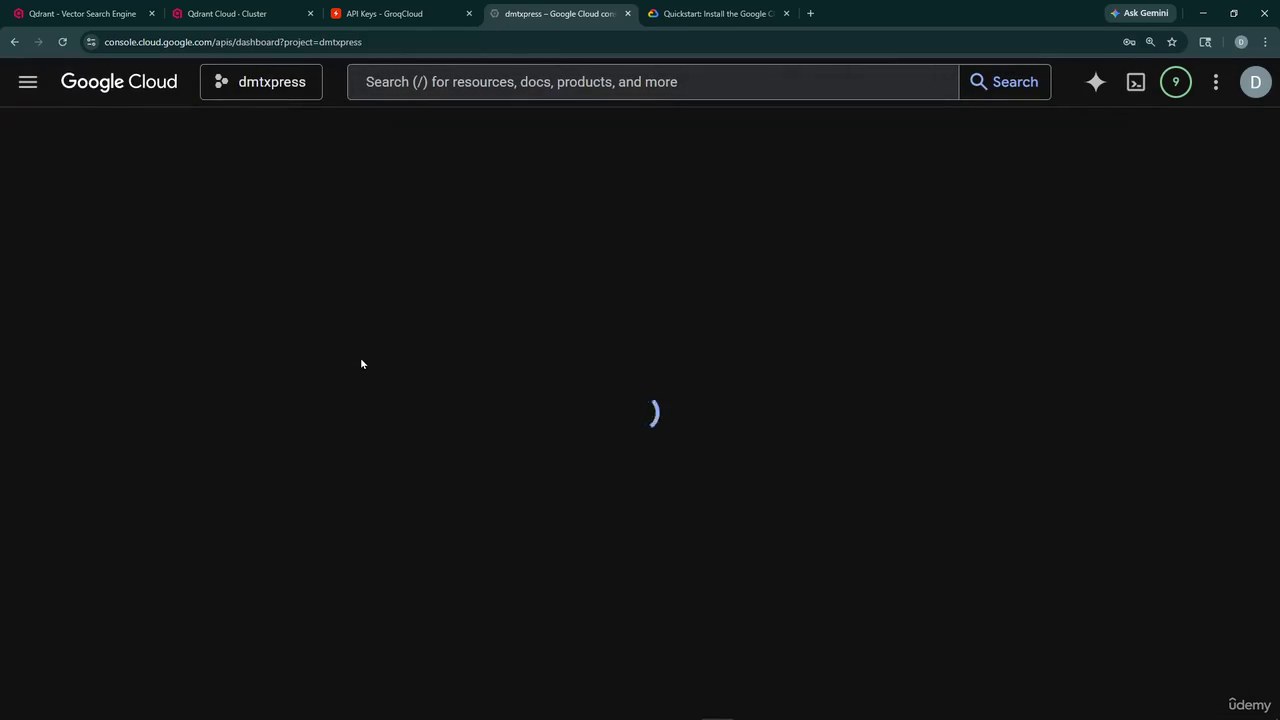 Qdrant - Vector Search Engine
Qdrant Cloud - Cluster
API Keys - GroqCloud
dmtxpress – Google Cloud con
Quickstart: Install the Google C
Ask Gemini
console.cloud.google.com/apis/dashboard?project=dmtxpress
D
Google Cloud
dmtxpress
Search (/) for resources, docs, products, and more
Search
9
D
udemy